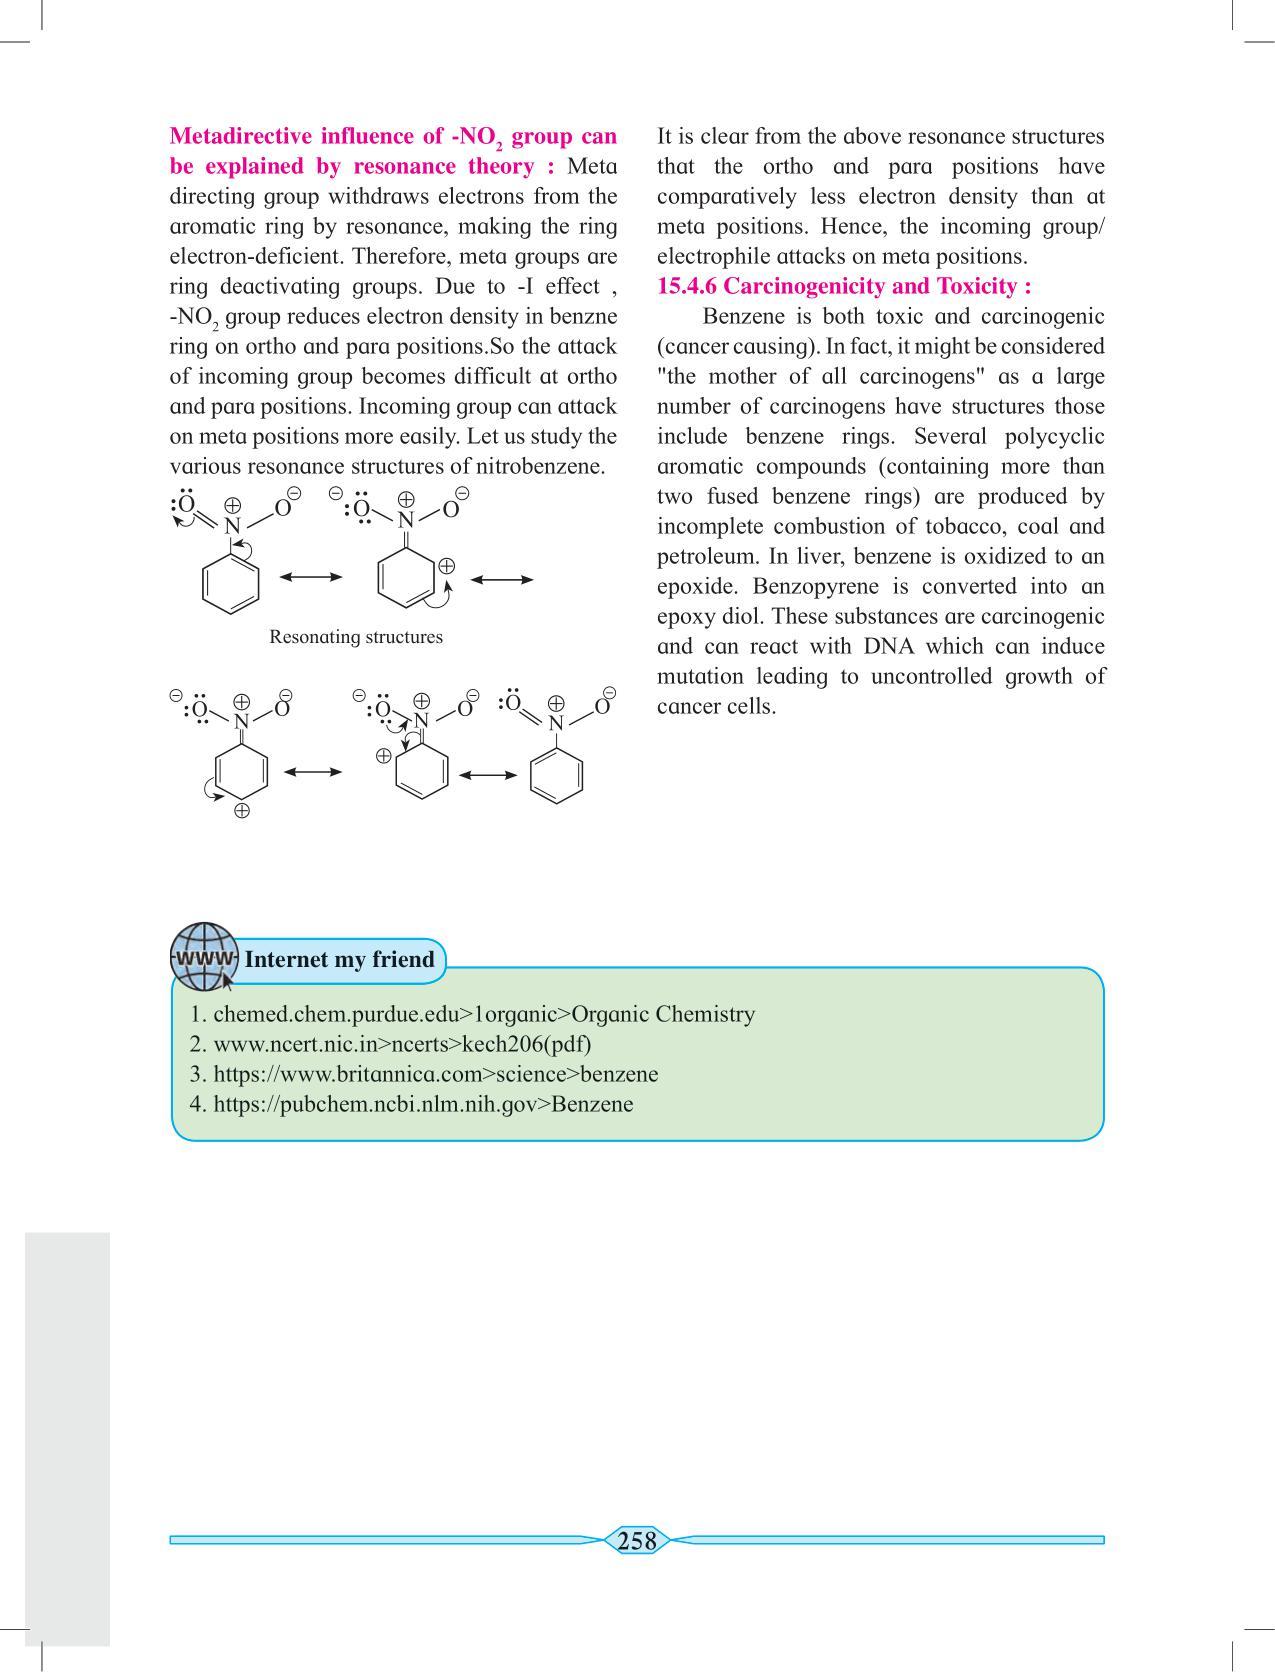 Metadirective influence of -NO₂ group can
be explained by resonance theory : Meta
directing group withdraws electrons from the
aromatic ring by resonance, making the ring
electron-deficient. Therefore, meta groups are
ring deactivating groups. Due to -I effect ,
-NO₂ group reduces electron density in benzne
ring on ortho and para positions.So the attack
of incoming group becomes difficult at ortho
and para positions. Incoming group can attack
on meta positions more easily. Let us study the
various resonance structures of nitrobenzene.
:Ö ⊕ N O⊖ ⊖ :Ö: ⊕ N O⊖
⊕
Resonating structures
⊖ :Ö: ⊕ N O⊖ ⊖ :Ö: ⊕ N O⊖ :Ö ⊕ N O⊖
⊕
⊕
It is clear from the above resonance structures
that the ortho and para positions have
comparatively less electron density than at
meta positions. Hence, the incoming group/
electrophile attacks on meta positions.
15.4.6 Carcinogenicity and Toxicity :
Benzene is both toxic and carcinogenic
(cancer causing). In fact, it might be considered
"the mother of all carcinogens" as a large
number of carcinogens have structures those
include benzene rings. Several polycyclic
aromatic compounds (containing more than
two fused benzene rings) are produced by
incomplete combustion of tobacco, coal and
petroleum. In liver, benzene is oxidized to an
epoxide. Benzopyrene is converted into an
epoxy diol. These substances are carcinogenic
and can react with DNA which can induce
mutation leading to uncontrolled growth of
cancer cells.
WWW
Internet my friend
1. chemed.chem.purdue.edu>1organic>Organic Chemistry
2. www.ncert.nic.in>ncerts>kech206(pdf)
3. https://www.britannica.com>science>benzene
4. https://pubchem.ncbi.nlm.nih.gov>Benzene
258